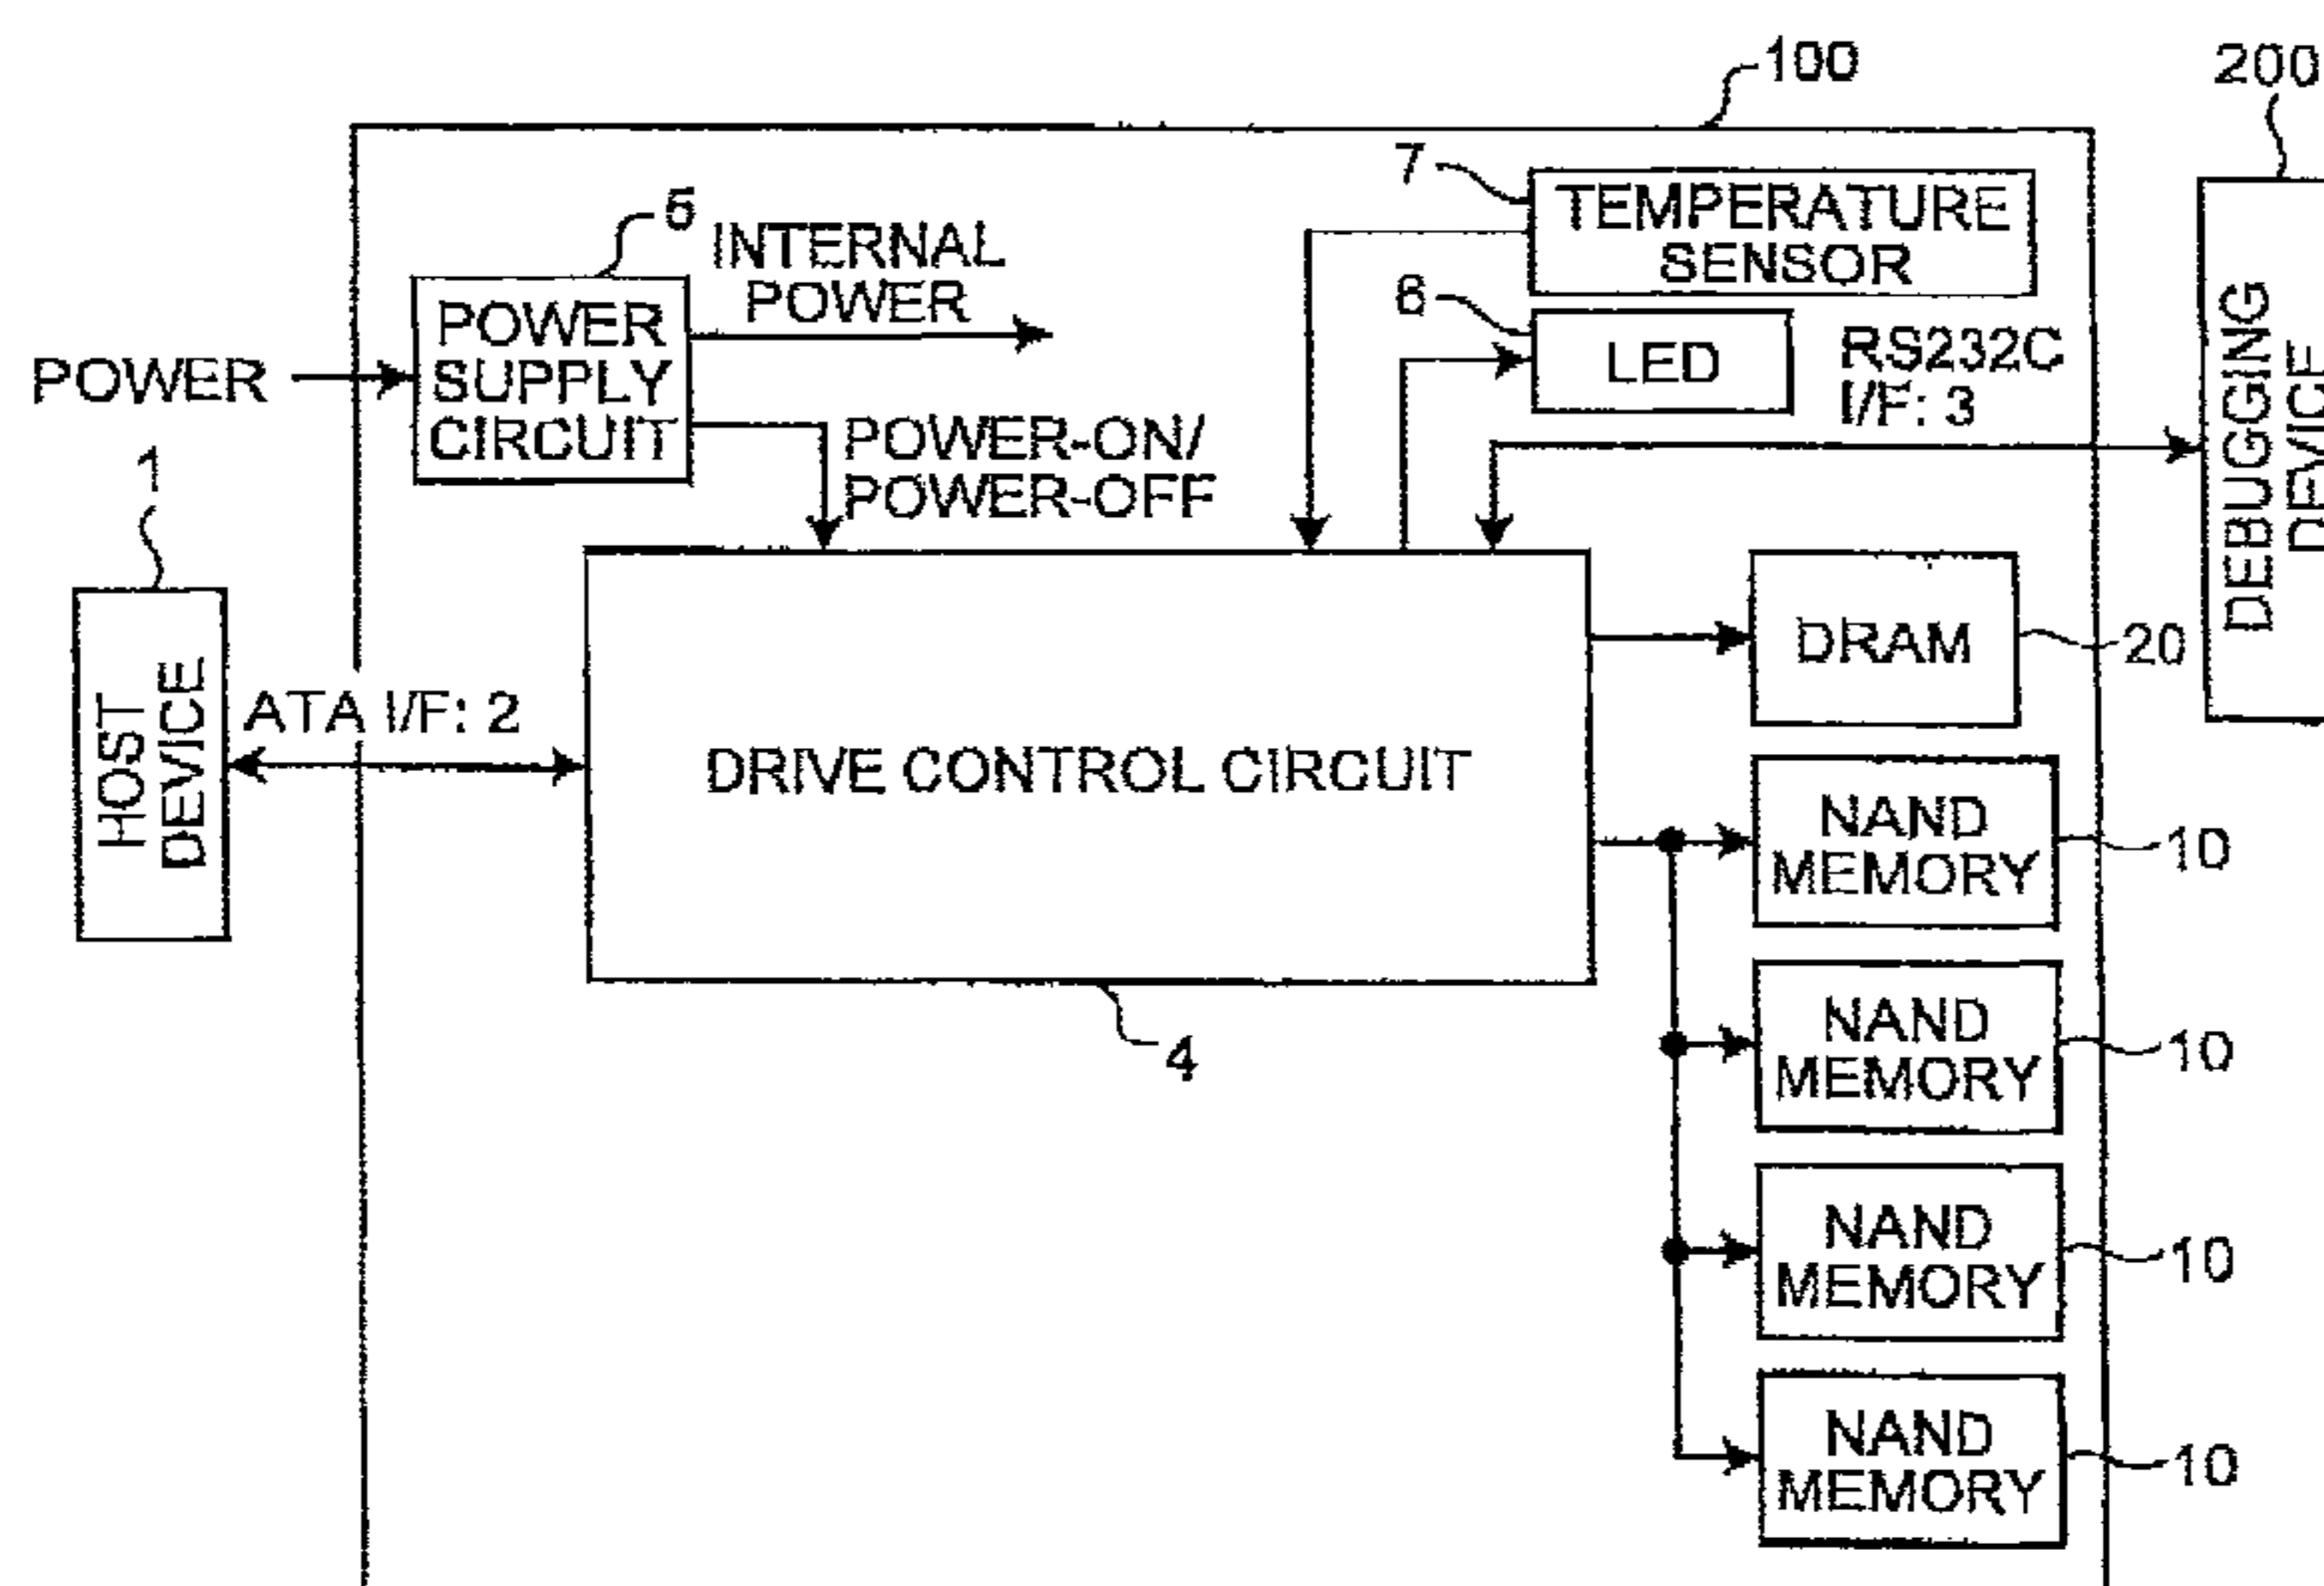 100
200
7
TEMPERATURE
SENSOR
5
INTERNAL
POWER
POWER
SUPPLY
CIRCUIT
POWER
6
LED
RS232C
I/F: 3
POWER-ON/
POWER-OFF
DEBUGGING
DEVICE
1
HOST
DEVICE
ATA I/F: 2
DRIVE CONTROL CIRCUIT
4
DRAM
20
NAND
MEMORY
10
NAND
MEMORY
10
NAND
MEMORY
10
NAND
MEMORY
10